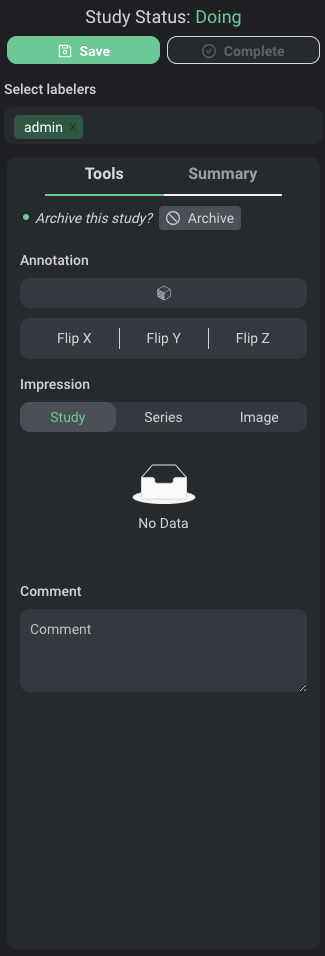 Study Status: Doing
Save
Complete
Select labelers
admin ×
Tools
Summary
Archive this study?
Archive
Annotation
Flip X
Flip Y
Flip Z
Impression
Study
Series
Image
No Data
Comment
Comment